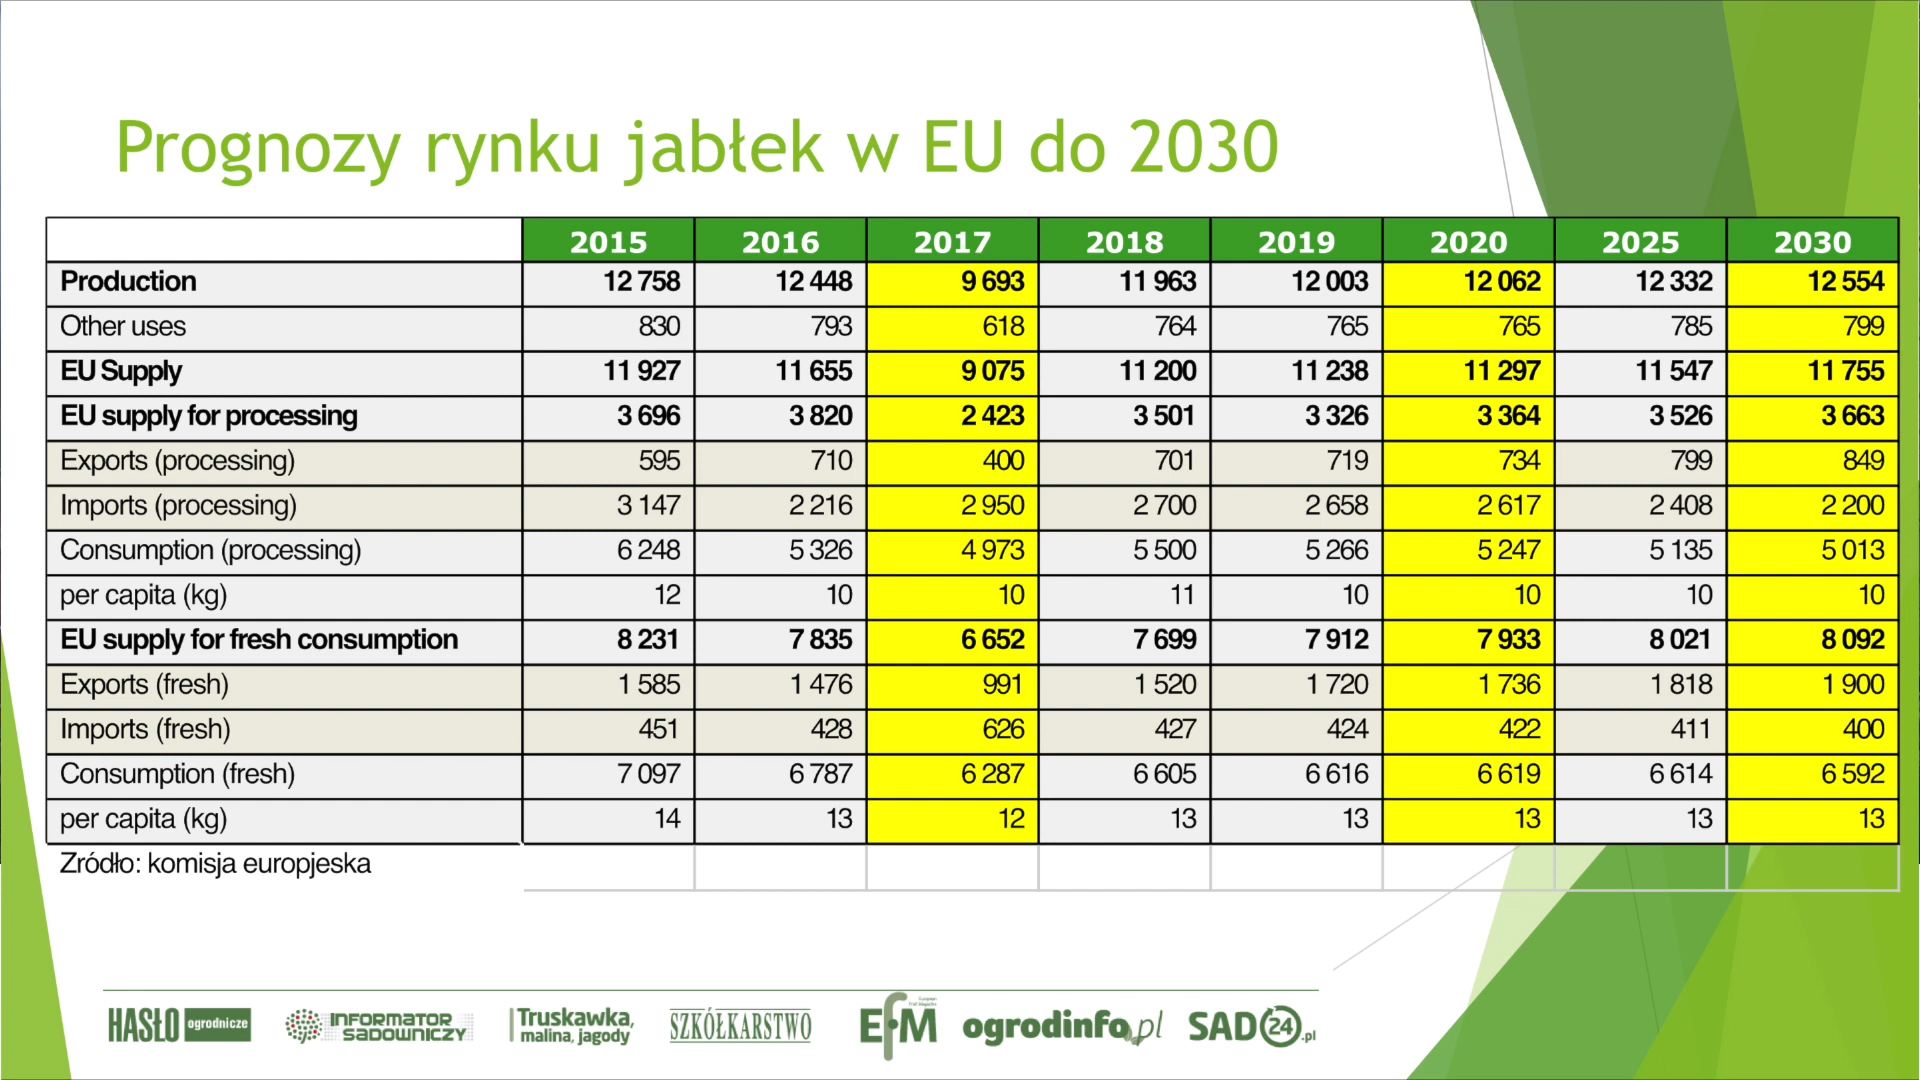 Prognozy rynku jabłek w EU do 2030
2015 2016 2017 2018 2019 2020 2025 2030
Production 12 758 12 448 9 693 11 963 12 003 12 062 12 332 12 554
Other uses 830 793 618 764 765 765 785 799
EU Supply 11 927 11 655 9 075 11 200 11 238 11 297 11 547 11 755
EU supply for processing 3 696 3 820 2 423 3 501 3 326 3 364 3 526 3 663
Exports (processing) 595 710 400 701 719 734 799 849
Imports (processing) 3 147 2 216 2 950 2 700 2 658 2 617 2 408 2 200
Consumption (processing) 6 248 5 326 4 973 5 500 5 266 5 247 5 135 5 013
per capita (kg) 12 10 10 11 10 10 10 10
EU supply for fresh consumption 8 231 7 835 6 652 7 699 7 912 7 933 8 021 8 092
Exports (fresh) 1 585 1 476 991 1 520 1 720 1 736 1 818 1 900
Imports (fresh) 451 428 626 427 424 422 411 400
Consumption (fresh) 7 097 6 787 6 287 6 605 6 616 6 619 6 614 6 592
per capita (kg) 14 13 12 13 13 13 13 13
Zródło: komisja europjeska
HASŁO ogrodnicze
INFORMATOR
SADOWNICZY
Truskawka,
malina, jagody
SZKÓŁKARSTWO
EfM
ogrodinfo.pl
SAD24.pl